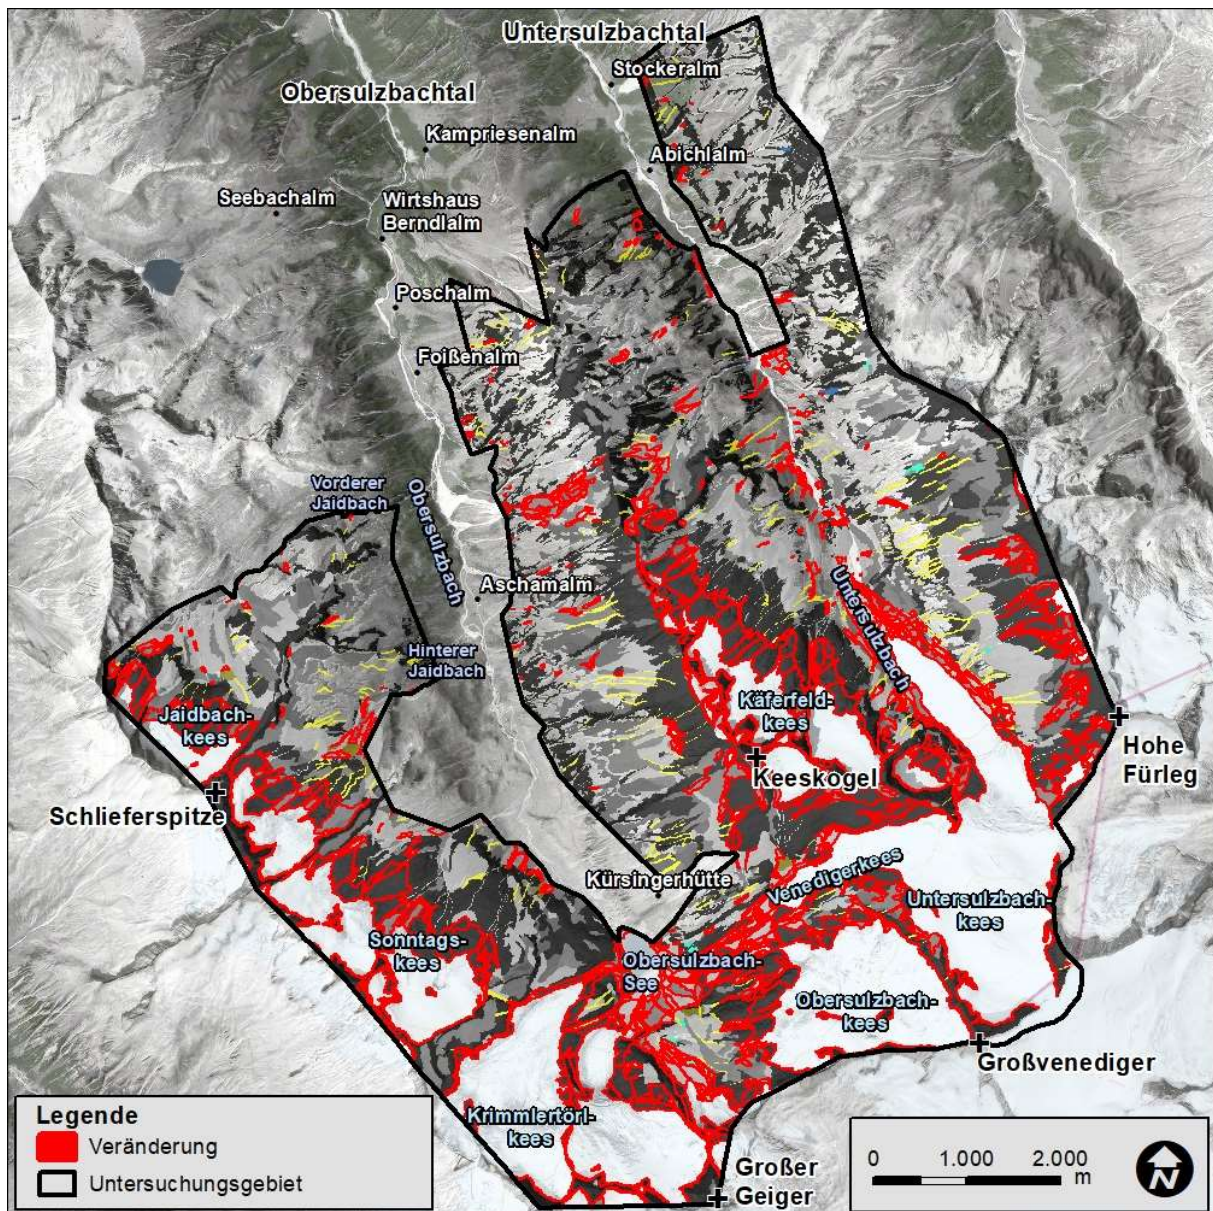 Untersulzbachtal
Stockeralm
Obersulzbachtal
Kampriesenalm
Abichlalm
Seebachalm
Wirtshaus
Berndlalm
Poschalm
Foißenalm
Vorderer
Jaidbach
Obersulzbach
Aschamalm
Untersulzbach
Hinterer
Jaidbach
Jaidbach-
kees
Käferfeld-
kees
Hohe
Fürleg
Keeskogel
Schlieferspitze
Kürsingerhütte
Venedigerkees
Untersulzbach-
kees
Sonntags-
kees
Obersulzbach-
See
Obersulzbach-
kees
Großvenediger
Krimmlertörl-
kees
Großer
Geiger
Legende
Veränderung
Untersuchungsgebiet
0 1.000 2.000
m
N